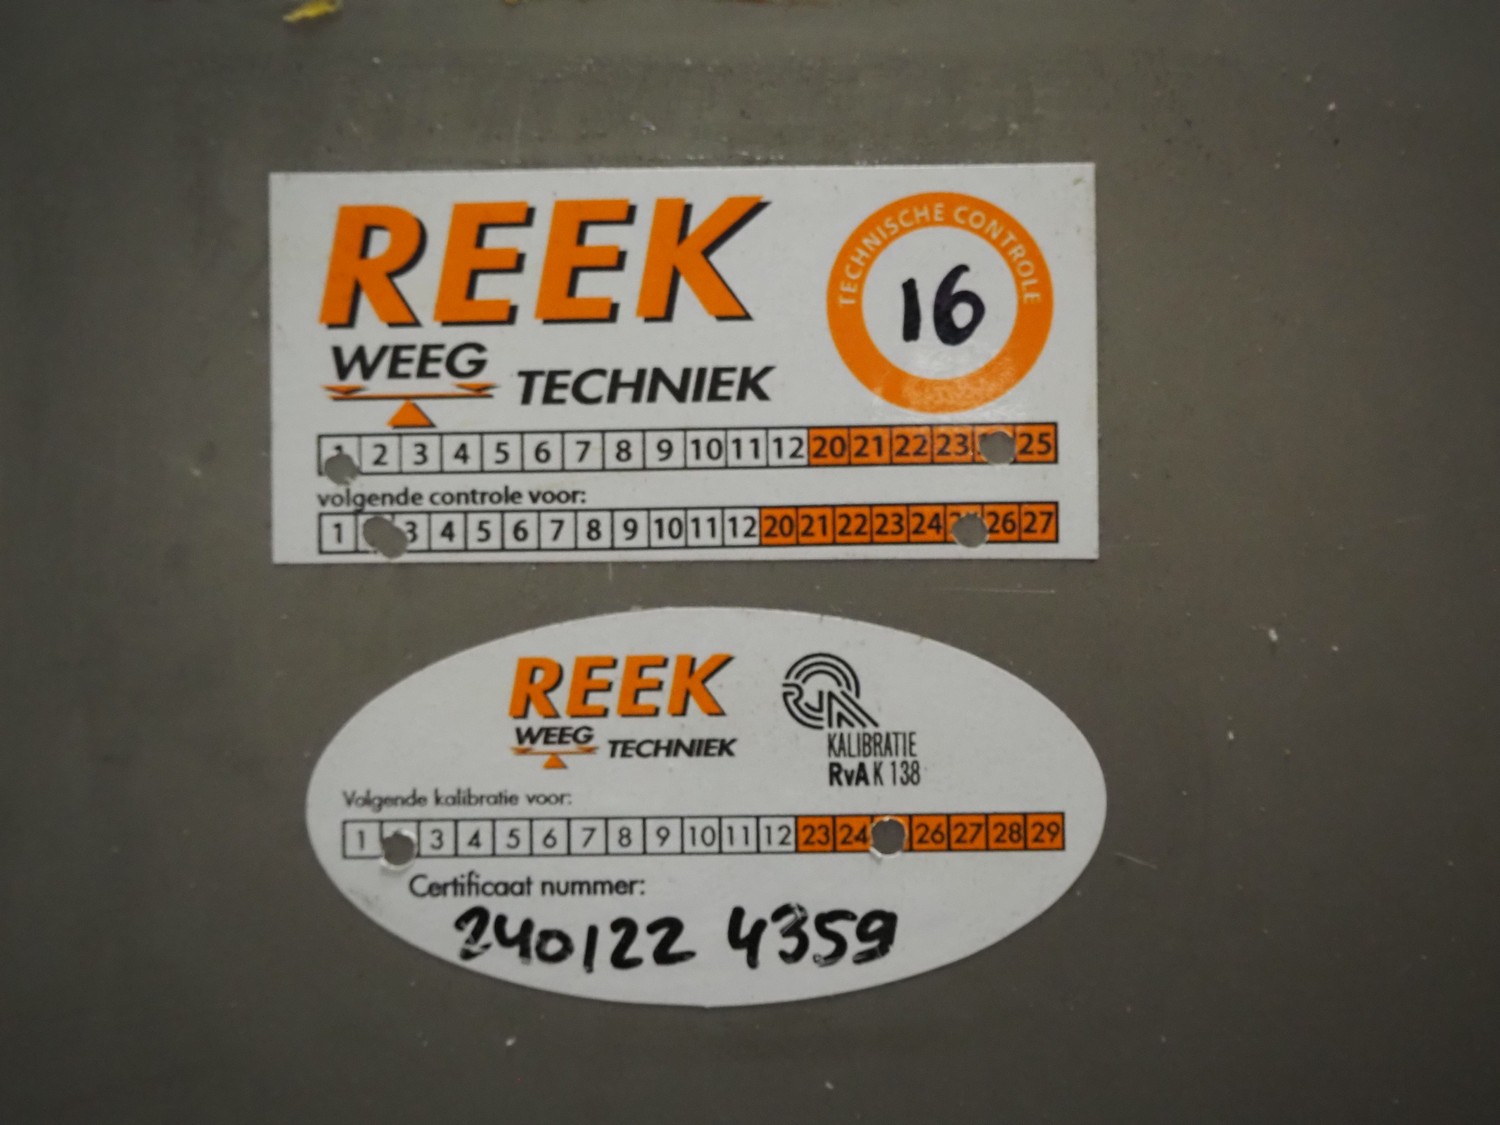 REEK
WEEG TECHNIEK
TECHNISCHE CONTROLE
16
1 2 3 4 5 6 7 8 9 10 11 12 20 21 22 23 25
volgende controle voor:
1 3 4 5 6 7 8 9 10 11 12 20 21 22 23 24 25 26 27
REEK
WEEG TECHNIEK
RvA
KALIBRATIE
RvA K 138
Volgende kalibratie voor:
1 3 4 5 6 7 8 9 10 11 12 23 24 26 27 28 29
Certificaat nummer:
240122 4359